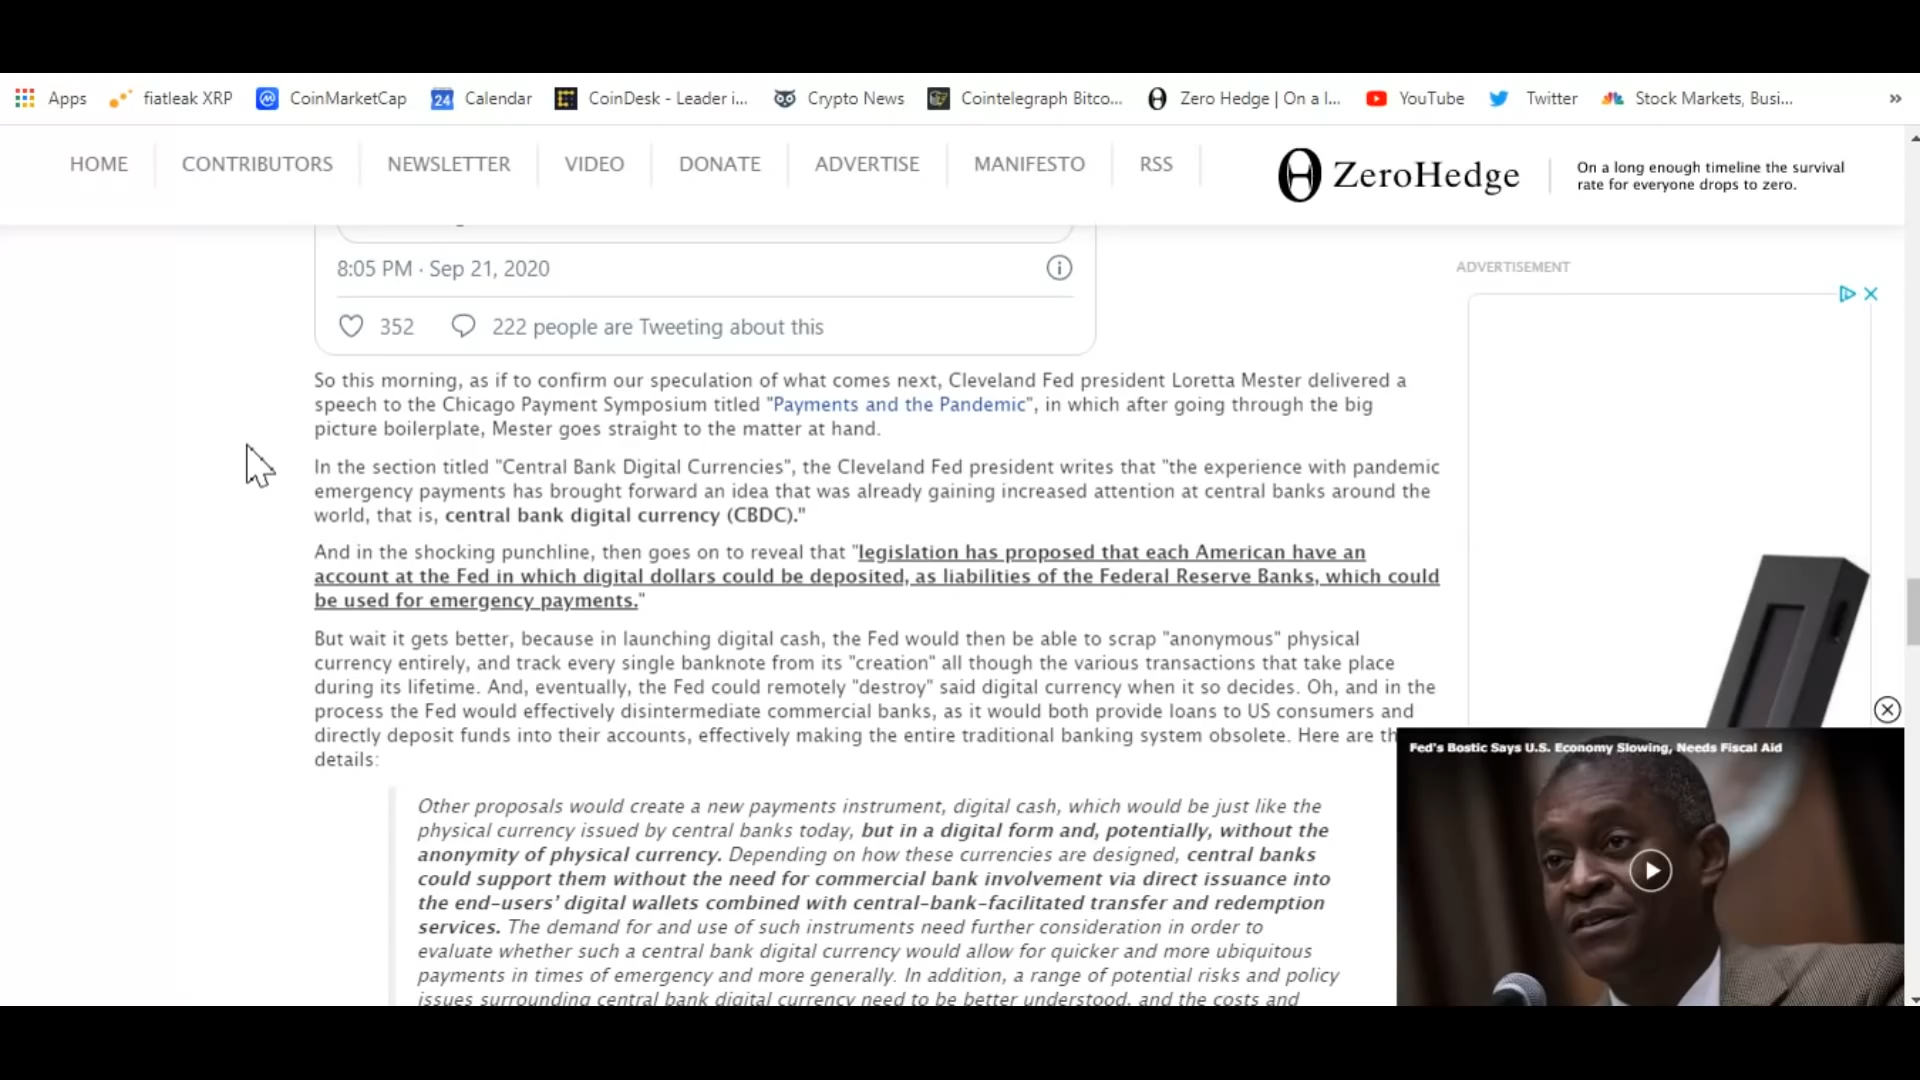 Apps fiatleak XRP CoinMarketCap 24 Calendar CoinDesk - Leader i... Crypto News Cointelegraph Bitco... Zero Hedge | On a l... YouTube Twitter Stock Markets, Busi... »
HOME CONTRIBUTORS NEWSLETTER VIDEO DONATE ADVERTISE MANIFESTO RSS
ZeroHedge
On a long enough timeline the survival
rate for everyone drops to zero.
8:05 PM · Sep 21, 2020
352 222 people are Tweeting about this
ADVERTISEMENT
So this morning, as if to confirm our speculation of what comes next, Cleveland Fed president Loretta Mester delivered a
speech to the Chicago Payment Symposium titled "Payments and the Pandemic", in which after going through the big
picture boilerplate, Mester goes straight to the matter at hand.
In the section titled "Central Bank Digital Currencies", the Cleveland Fed president writes that "the experience with pandemic
emergency payments has brought forward an idea that was already gaining increased attention at central banks around the
world, that is, central bank digital currency (CBDC)."
And in the shocking punchline, then goes on to reveal that "legislation has proposed that each American have an
account at the Fed in which digital dollars could be deposited, as liabilities of the Federal Reserve Banks, which could
be used for emergency payments."
But wait it gets better, because in launching digital cash, the Fed would then be able to scrap "anonymous" physical
currency entirely, and track every single banknote from its "creation" all though the various transactions that take place
during its lifetime. And, eventually, the Fed could remotely "destroy" said digital currency when it so decides. Oh, and in the
process the Fed would effectively disintermediate commercial banks, as it would both provide loans to US consumers and
directly deposit funds into their accounts, effectively making the entire traditional banking system obsolete. Here are th
details:
Other proposals would create a new payments instrument, digital cash, which would be just like the
physical currency issued by central banks today, but in a digital form and, potentially, without the
anonymity of physical currency. Depending on how these currencies are designed, central banks
could support them without the need for commercial bank involvement via direct issuance into
the end-users' digital wallets combined with central-bank-facilitated transfer and redemption
services. The demand for and use of such instruments need further consideration in order to
evaluate whether such a central bank digital currency would allow for quicker and more ubiquitous
payments in times of emergency and more generally. In addition, a range of potential risks and policy
issues surrounding central bank digital currency need to be better understood, and the costs and
Fed's Bostic Says U.S. Economy Slowing, Needs Fiscal Aid